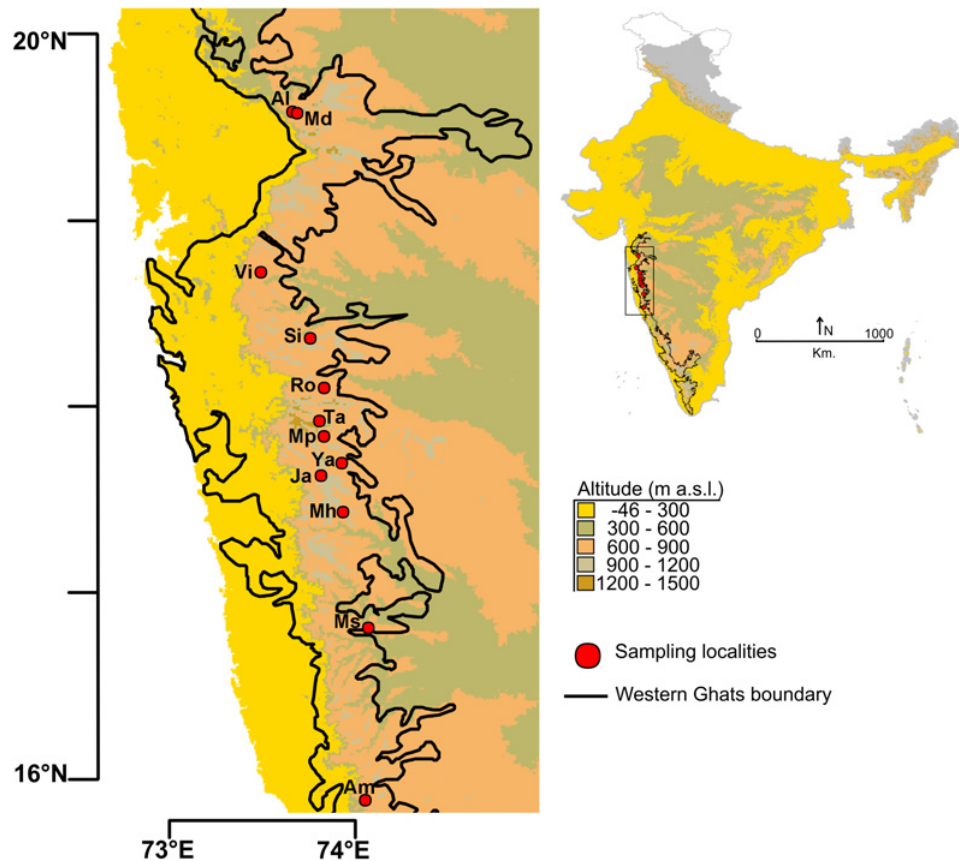 20°N
Al
Md
Vi
Si
Ro
Ta
Mp
Ya
Ja
Mh
Ms
Am
16°N
73°E
74°E
N
0
1000
Km.
Altitude (m a.s.l.)
-46 - 300
300 - 600
600 - 900
900 - 1200
1200 - 1500
Sampling localities
Western Ghats boundary